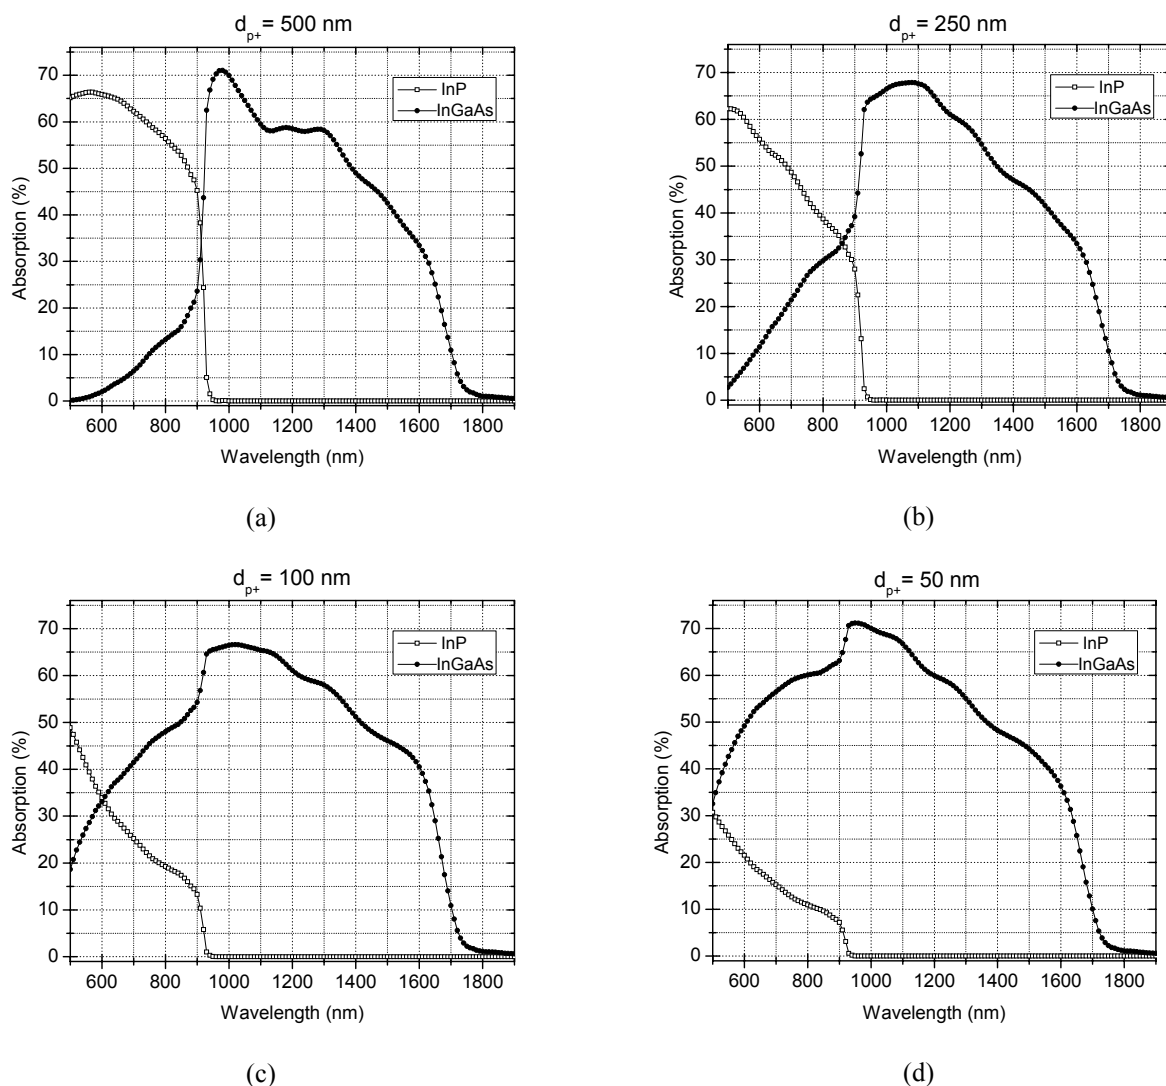 d_p+= 500 nm
70
60
50
40
30
20
10
0
Absorption (%)
InP
InGaAs
600 800 1000 1200 1400 1600 1800
Wavelength (nm)
(a)
d_p+= 250 nm
70
60
50
40
30
20
10
0
Absorption (%)
InP
InGaAs
600 800 1000 1200 1400 1600 1800
Wavelength (nm)
(b)
d_p+= 100 nm
70
60
50
40
30
20
10
0
Absorption (%)
InP
InGaAs
600 800 1000 1200 1400 1600 1800
Wavelength (nm)
(c)
d_p+= 50 nm
70
60
50
40
30
20
10
0
Absorption (%)
InP
InGaAs
600 800 1000 1200 1400 1600 1800
Wavelength (nm)
(d)